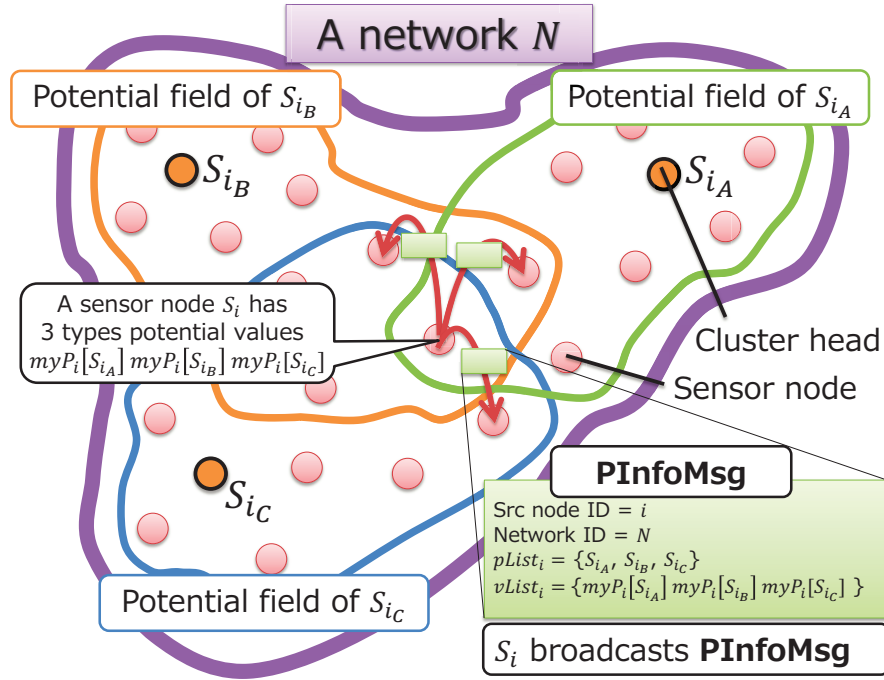 A network N
Potential field of S_{i_B}
Potential field of S_{i_A}
S_{i_B}
S_{i_A}
A sensor node S_i has
3 types potential values
myP_i[S_{i_A}] myP_i[S_{i_B}] myP_i[S_{i_C}]
Cluster head
Sensor node
S_{i_C}
PInfoMsg
Src node ID = i
Network ID = N
pList_i = {S_{i_A}, S_{i_B}, S_{i_C}}
vList_i = {myP_i[S_{i_A}] myP_i[S_{i_B}] myP_i[S_{i_C}] }
Potential field of S_{i_C}
S_i broadcasts PInfoMsg